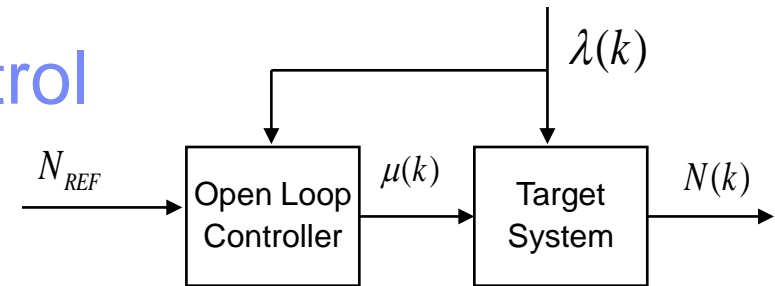 trol
λ(k)
N_REF
Open Loop
Controller
μ(k)
Target
System
N(k)